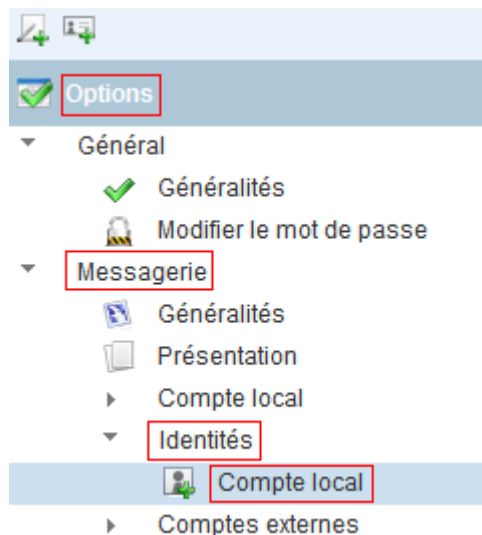 Options
Général
Généralités
Modifier le mot de passe
Messagerie
Généralités
Présentation
Compte local
Identités
Compte local
Comptes externes